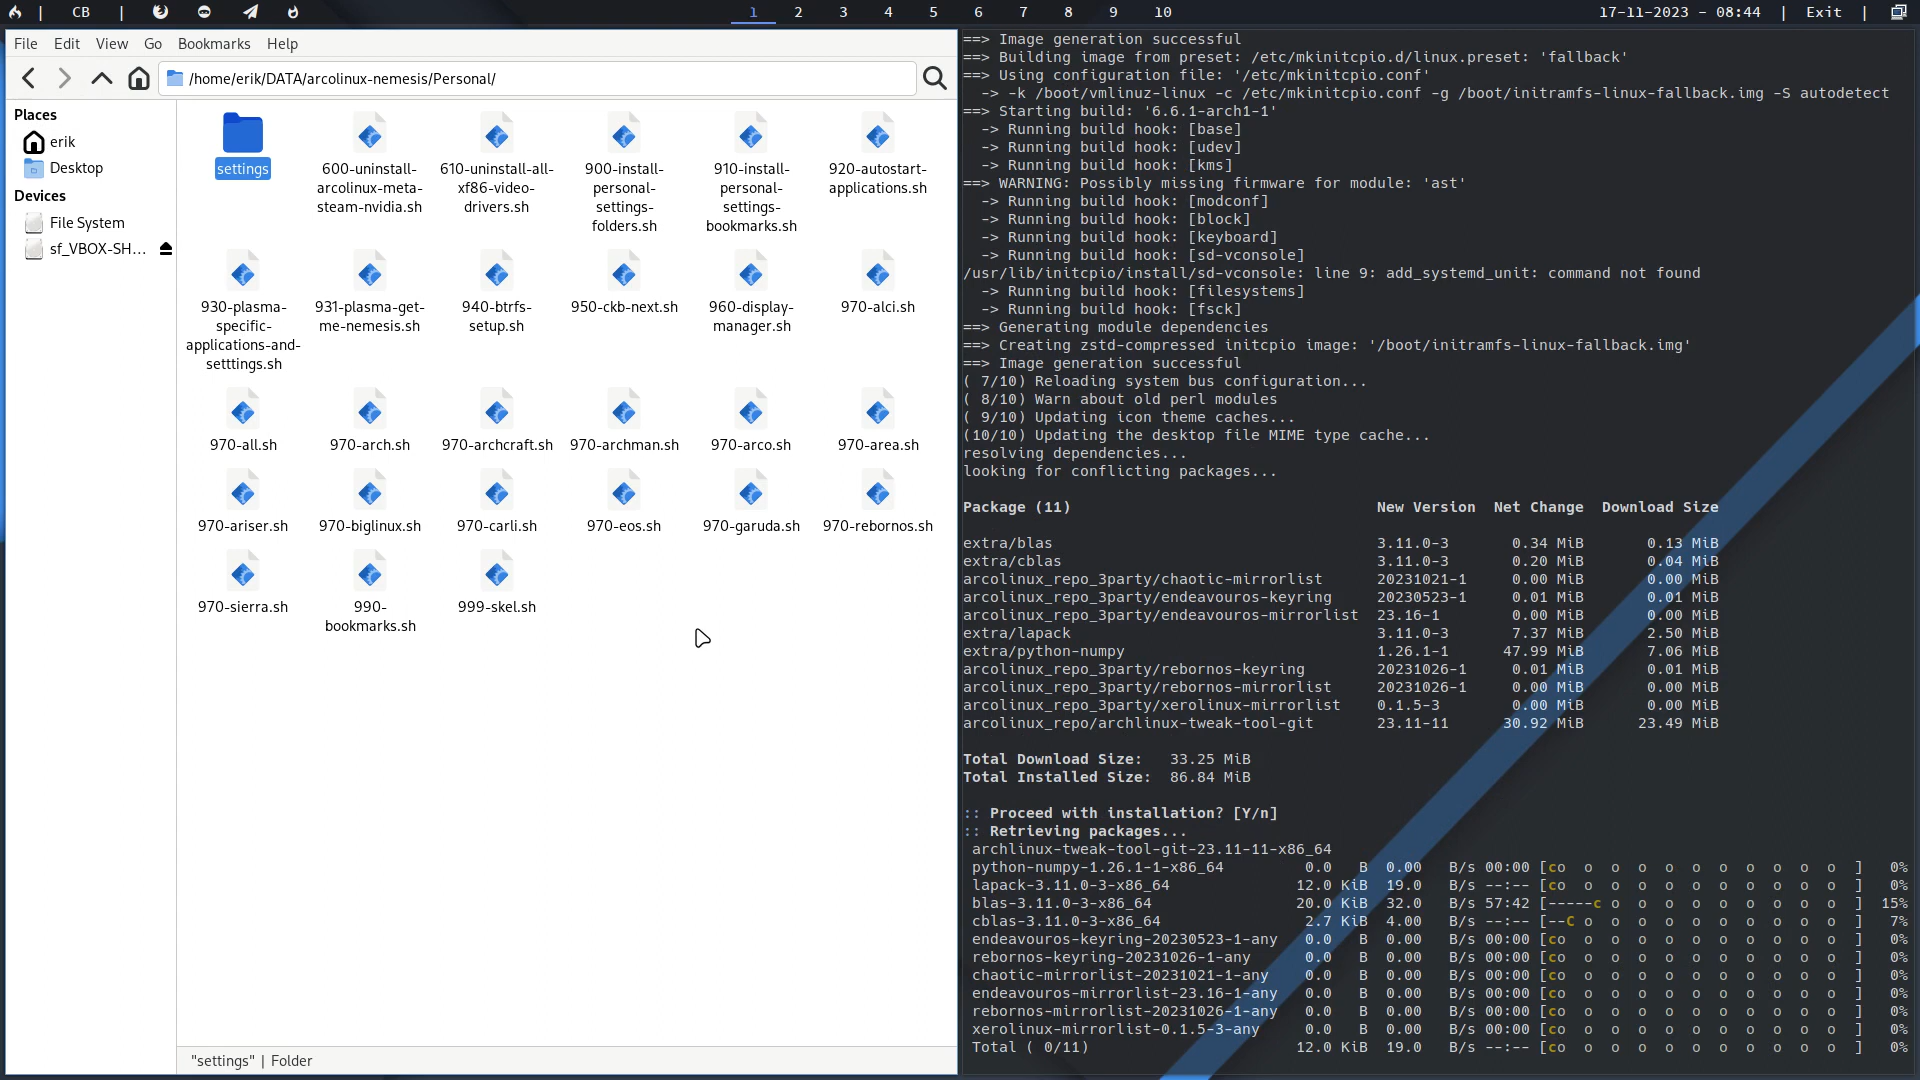 | CB | 1 2 3 4 5 6 7 8 9 10 17-11-2023 - 08:44 | Exit |
File Edit View Go Bookmarks Help
/home/erik/DATA/arcolinux-nemesis/Personal/
Places
erik
Desktop
Devices
File System
sf_VBOX-SH...
settings
600-uninstall-
arcolinux-meta-
steam-nvidia.sh
610-uninstall-all-
xf86-video-
drivers.sh
900-install-
personal-
settings-
folders.sh
910-install-
personal-
settings-
bookmarks.sh
920-autostart-
applications.sh
930-plasma-
specific-
applications-and-
setttings.sh
931-plasma-get-
me-nemesis.sh
940-btrfs-
setup.sh
950-ckb-next.sh
960-display-
manager.sh
970-alci.sh
970-all.sh
970-arch.sh
970-archcraft.sh
970-archman.sh
970-arco.sh
970-area.sh
970-ariser.sh
970-biglinux.sh
970-carli.sh
970-eos.sh
970-garuda.sh
970-rebornos.sh
970-sierra.sh
990-
bookmarks.sh
999-skel.sh
"settings" | Folder
==> Image generation successful
==> Building image from preset: /etc/mkinitcpio.d/linux.preset: 'fallback'
==> Using configuration file: '/etc/mkinitcpio.conf'
-> -k /boot/vmlinuz-linux -c /etc/mkinitcpio.conf -g /boot/initramfs-linux-fallback.img -S autodetect
==> Starting build: '6.6.1-arch1-1'
-> Running build hook: [base]
-> Running build hook: [udev]
-> Running build hook: [kms]
==> WARNING: Possibly missing firmware for module: 'ast'
-> Running build hook: [modconf]
-> Running build hook: [block]
-> Running build hook: [keyboard]
-> Running build hook: [sd-vconsole]
/usr/lib/initcpio/install/sd-vconsole: line 9: add_systemd_unit: command not found
-> Running build hook: [filesystems]
-> Running build hook: [fsck]
==> Generating module dependencies
==> Creating zstd-compressed initcpio image: '/boot/initramfs-linux-fallback.img'
==> Image generation successful
( 7/10) Reloading system bus configuration...
( 8/10) Warn about old perl modules
( 9/10) Updating icon theme caches...
(10/10) Updating the desktop file MIME type cache...
resolving dependencies...
looking for conflicting packages...
Package (11) New Version Net Change Download Size
extra/blas 3.11.0-3 0.34 MiB 0.13 MiB
extra/cblas 3.11.0-3 0.20 MiB 0.04 MiB
arcolinux_repo_3party/chaotic-mirrorlist 20231021-1 0.00 MiB 0.00 MiB
arcolinux_repo_3party/endeavouros-keyring 20230523-1 0.01 MiB 0.01 MiB
arcolinux_repo_3party/endeavouros-mirrorlist 23.16-1 0.00 MiB 0.00 MiB
extra/lapack 3.11.0-3 7.37 MiB 2.50 MiB
extra/python-numpy 1.26.1-1 47.99 MiB 7.06 MiB
arcolinux_repo_3party/rebornos-keyring 20231026-1 0.01 MiB 0.01 MiB
arcolinux_repo_3party/rebornos-mirrorlist 20231026-1 0.00 MiB 0.00 MiB
arcolinux_repo_3party/xerolinux-mirrorlist 0.1.5-3 0.00 MiB 0.00 MiB
arcolinux_repo/archlinux-tweak-tool-git 23.11-11 30.92 MiB 23.49 MiB
Total Download Size: 33.25 MiB
Total Installed Size: 86.84 MiB
:: Proceed with installation? [Y/n]
:: Retrieving packages...
archlinux-tweak-tool-git-23.11-11-x86_64
python-numpy-1.26.1-1-x86_64 0.0 B 0.00 B/s 00:00 [co o o o o o o o o o o ] 0%
lapack-3.11.0-3-x86_64 12.0 KiB 19.0 B/s --:-- [co o o o o o o o o o o ] 0%
blas-3.11.0-3-x86_64 20.0 KiB 32.0 B/s 57:42 [-----c o o o o o o o o o ] 15%
cblas-3.11.0-3-x86_64 2.7 KiB 4.00 B/s --:-- [--C o o o o o o o o o o ] 7%
endeavouros-keyring-20230523-1-any 0.0 B 0.00 B/s 00:00 [co o o o o o o o o o o ] 0%
rebornos-keyring-20231026-1-any 0.0 B 0.00 B/s 00:00 [co o o o o o o o o o o ] 0%
chaotic-mirrorlist-20231021-1-any 0.0 B 0.00 B/s 00:00 [co o o o o o o o o o o ] 0%
endeavouros-mirrorlist-23.16-1-any 0.0 B 0.00 B/s 00:00 [co o o o o o o o o o o ] 0%
rebornos-mirrorlist-20231026-1-any 0.0 B 0.00 B/s 00:00 [co o o o o o o o o o o ] 0%
xerolinux-mirrorlist-0.1.5-3-any 0.0 B 0.00 B/s 00:00 [co o o o o o o o o o o ] 0%
Total ( 0/11) 12.0 KiB 19.0 B/s --:-- [co o o o o o o o o o o ] 0%